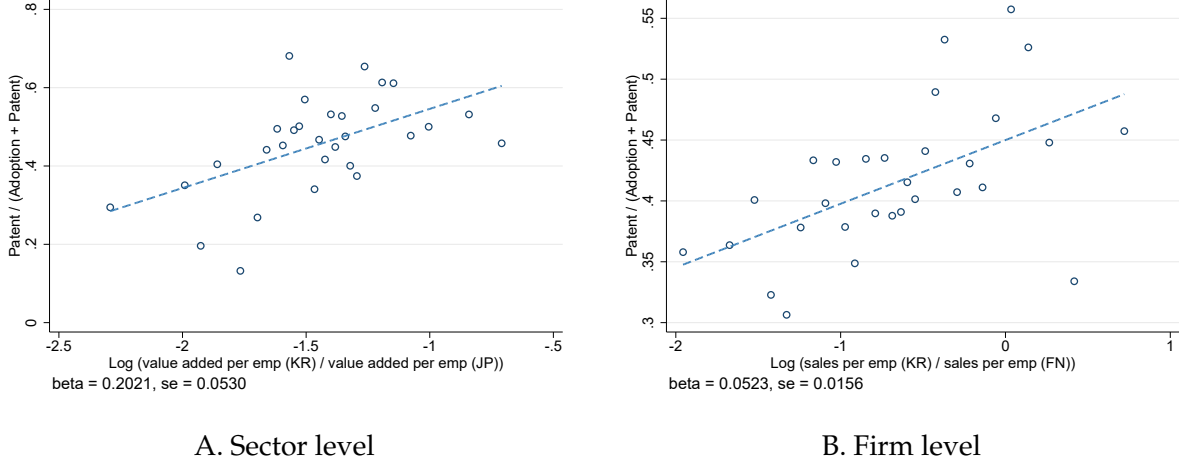 .8
.6
.4
.2
0
Patent / (Adoption + Patent)
-2.5
-2
-1.5
-1
-.5
Log (value added per emp (KR) / value added per emp (JP))
beta = 0.2021, se = 0.0530
A. Sector level
.55
.5
.45
.4
.35
.3
Patent / (Adoption + Patent)
-2
-1
0
1
Log (sales per emp (KR) / sales per emp (FN))
beta = 0.0523, se = 0.0156
B. Firm level